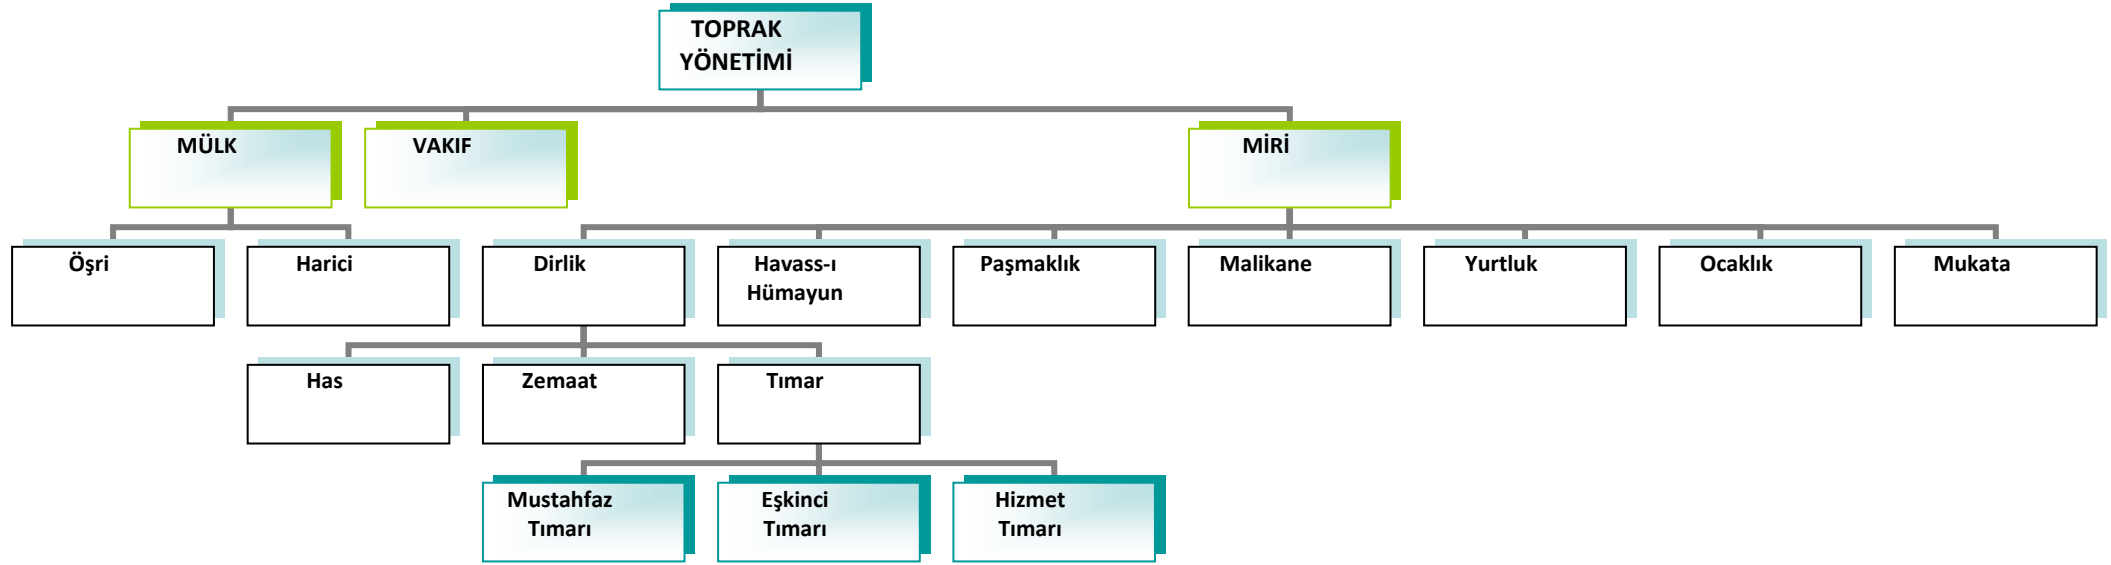 TOPRAK
YÖNETİMİ
MÜLK
VAKIF
MİRİ
Öşri
Harici
Dirlik
Havass-ı
Hümayun
Paşmaklık
Malikane
Yurtluk
Ocaklık
Mukata
Has
Zemaat
Tımar
Mustahfaz
Tımarı
Eşkinci
Tımarı
Hizmet
Tımarı